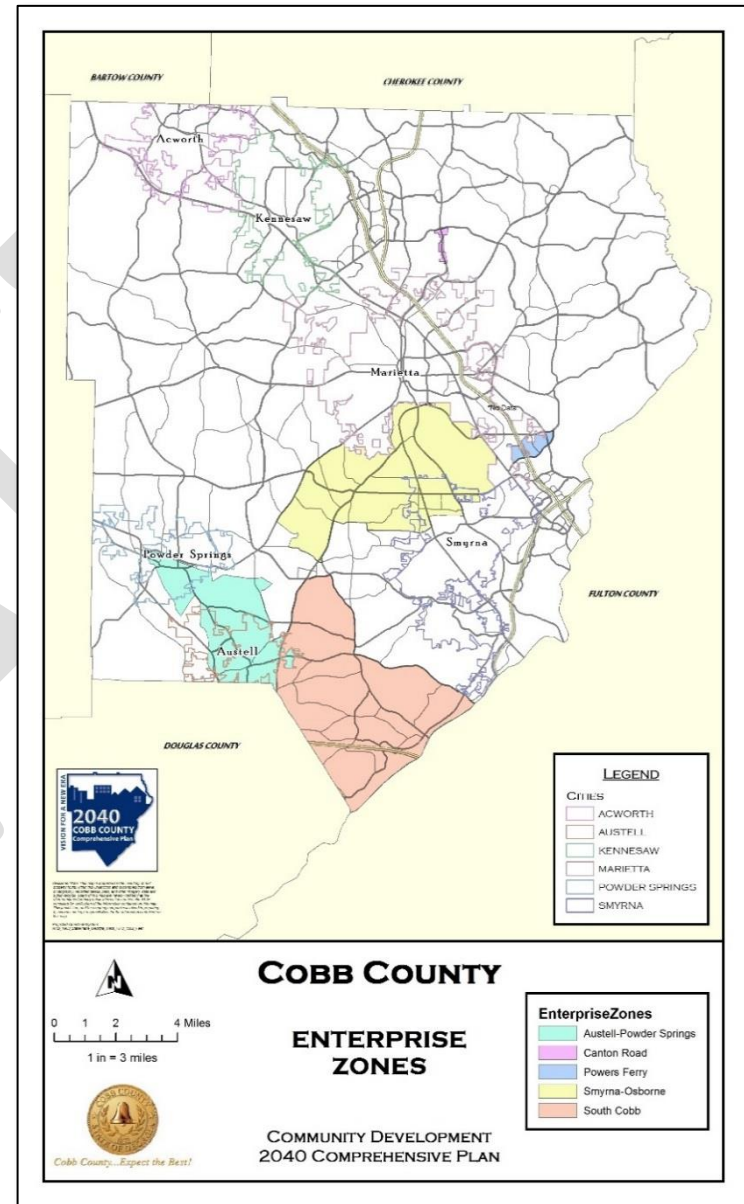 BARTOW COUNTY
CHEROKEE COUNTY
Acworth
Kennesaw
Marietta
No Data
Smyrna
Powder Springs
Austell
FULTON COUNTY
DOUGLAS COUNTY
VISION FOR A NEW ERA
2040
COBB COUNTY
Comprehensive Plan
LEGEND
CITIES
ACWORTH
AUSTELL
KENNESAW
MARIETTA
POWDER SPRINGS
SMYRNA
N
0 1 2 4 Miles
1 in = 3 miles
Cobb County...Expect the Best!
COBB COUNTY
ENTERPRISE
ZONES
COMMUNITY DEVELOPMENT
2040 COMPREHENSIVE PLAN
EnterpriseZones
Austell-Powder Springs
Canton Road
Powers Ferry
Smyrna-Osborne
South Cobb